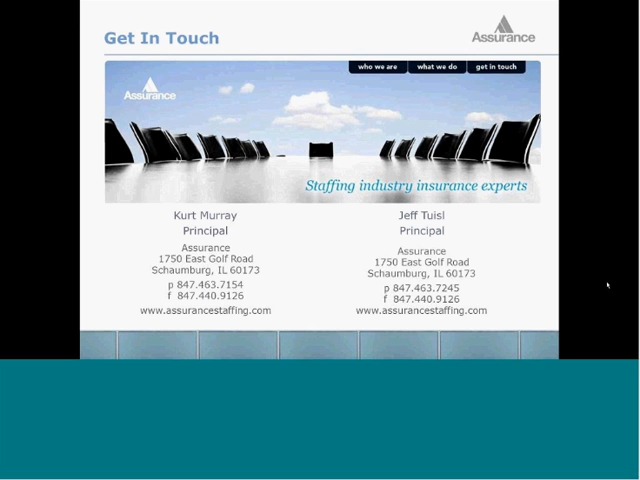 Get In Touch
Assurance
who we are
what we do
get in touch
Assurance
Staffing industry insurance experts
Kurt Murray
Principal
Assurance
1750 East Golf Road
Schaumburg, IL 60173
p 847.463.7154
f 847.440.9126
www.assurancestaffing.com
Jeff Tuisl
Principal
Assurance
1750 East Golf Road
Schaumburg, IL 60173
p 847.463.7245
f 847.440.9126
www.assurancestaffing.com